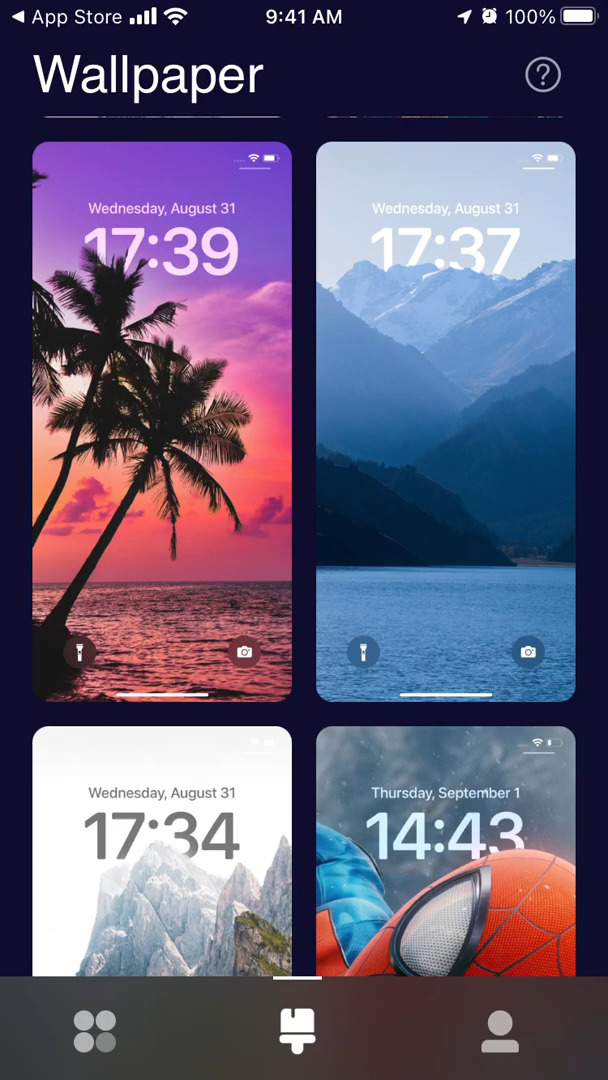 App Store 9:41 AM 100%
Wallpaper
Wednesday, August 31
17:39
Wednesday, August 31
17:37
Wednesday, August 31
17:34
Thursday, September 1
14:43